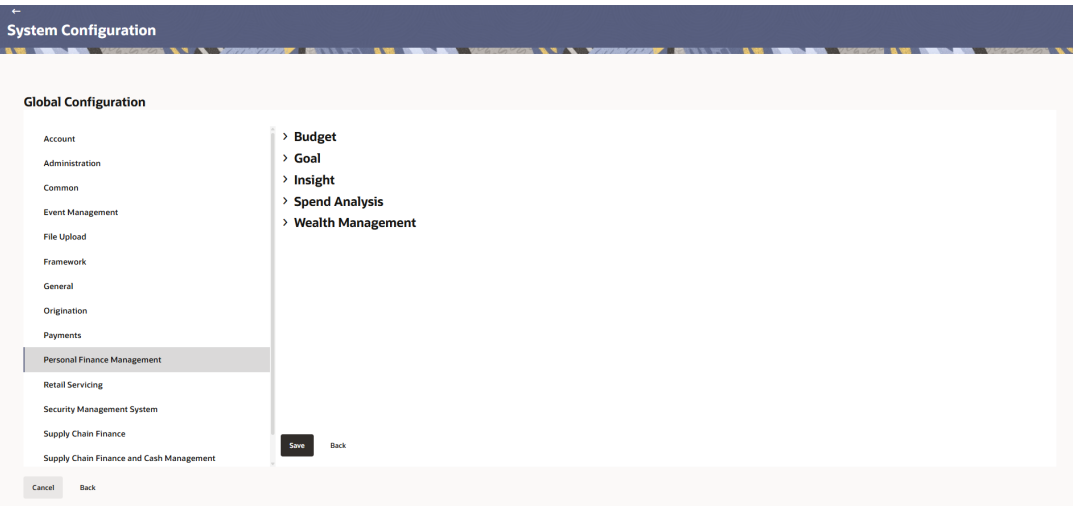 System Configuration
Global Configuration
Account
Administration
Common
Event Management
File Upload
Framework
General
Origination
Payments
Personal Finance Management
Retail Servicing
Security Management System
Supply Chain Finance
Supply Chain Finance and Cash Management
Budget
Goal
Insight
Spend Analysis
Wealth Management
Save Back
Cancel Back